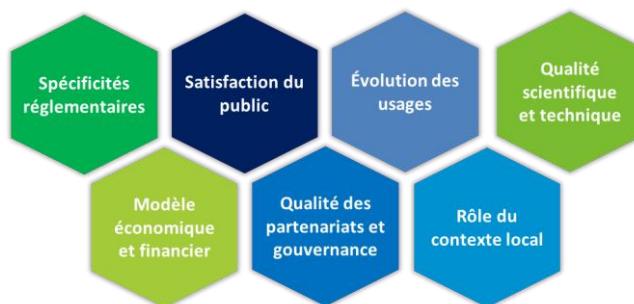 Spécificités
réglementaires
Satisfaction du
public
Évolution des
usages
Qualité
scientifique
et technique
Modèle
économique
et financier
Qualité des
partenariats et
gouvernance
Rôle du
contexte local